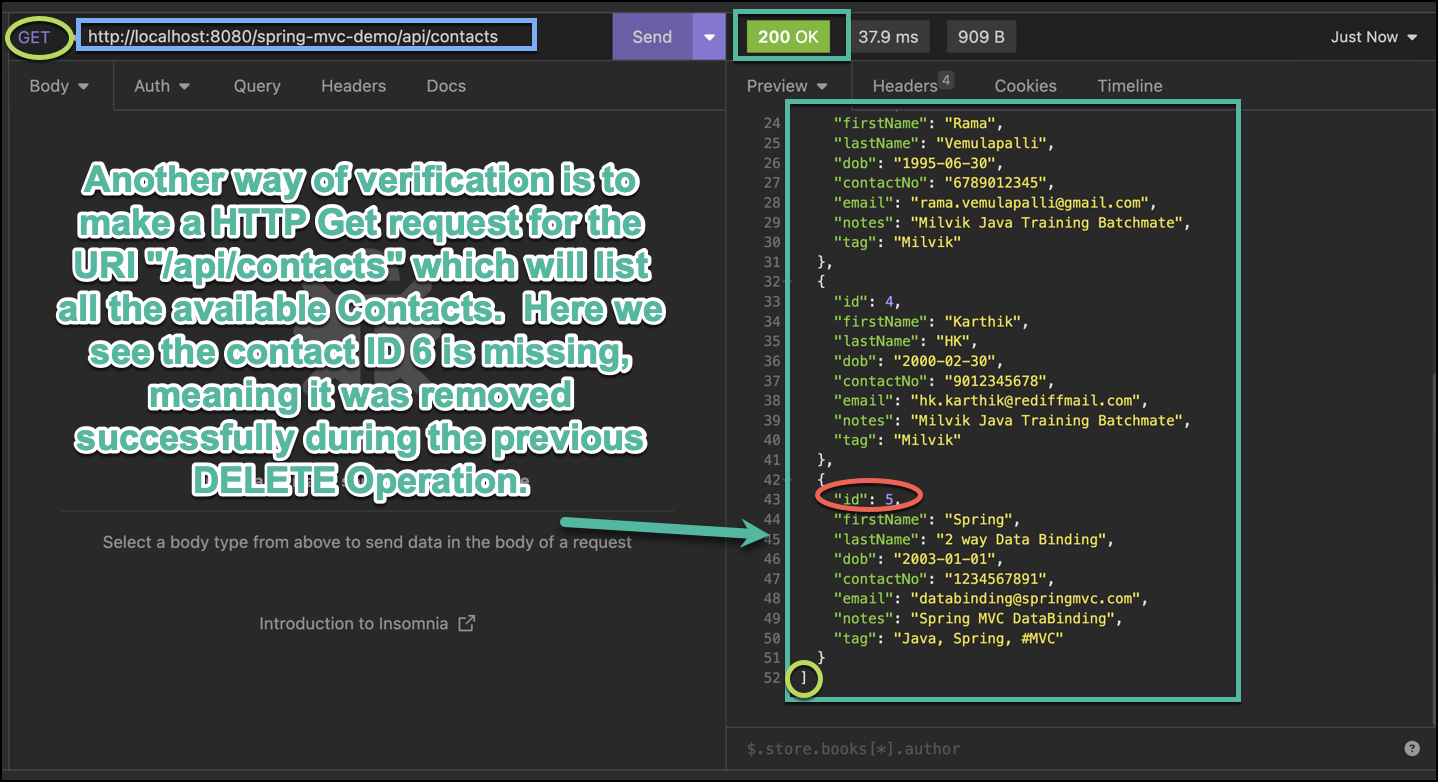 GET http://localhost:8080/spring-mvc-demo/api/contacts Send 200 OK 37.9 ms 909 B Just Now
Body Auth Query Headers Docs Preview Headers 4 Cookies Timeline
Another way of verification is to
make a HTTP Get request for the
URI "/api/contacts" which will list
all the available Contacts. Here we
see the contact ID 6 is missing,
meaning it was removed
successfully during the previous
DELETE Operation.
Select a body type from above to send data in the body of a request
Introduction to Insomnia
24 "firstName": "Rama",
25 "lastName": "Vemulapalli",
26 "dob": "1995-06-30",
27 "contactNo": "6789012345",
28 "email": "rama.vemulapalli@gmail.com",
29 "notes": "Milvik Java Training Batchmate",
30 "tag": "Milvik"
31 },
32 {
33 "id": 4,
34 "firstName": "Karthik",
35 "lastName": "HK",
36 "dob": "2000-02-30",
37 "contactNo": "9012345678",
38 "email": "hk.karthik@rediffmail.com",
39 "notes": "Milvik Java Training Batchmate",
40 "tag": "Milvik"
41 },
42 {
43 "id": 5,
44 "firstName": "Spring",
45 "lastName": "2 way Data Binding",
46 "dob": "2003-01-01",
47 "contactNo": "1234567891",
48 "email": "databinding@springmvc.com",
49 "notes": "Spring MVC DataBinding",
50 "tag": "Java, Spring, #MVC"
51 }
52 ]
$.store.books[*].author